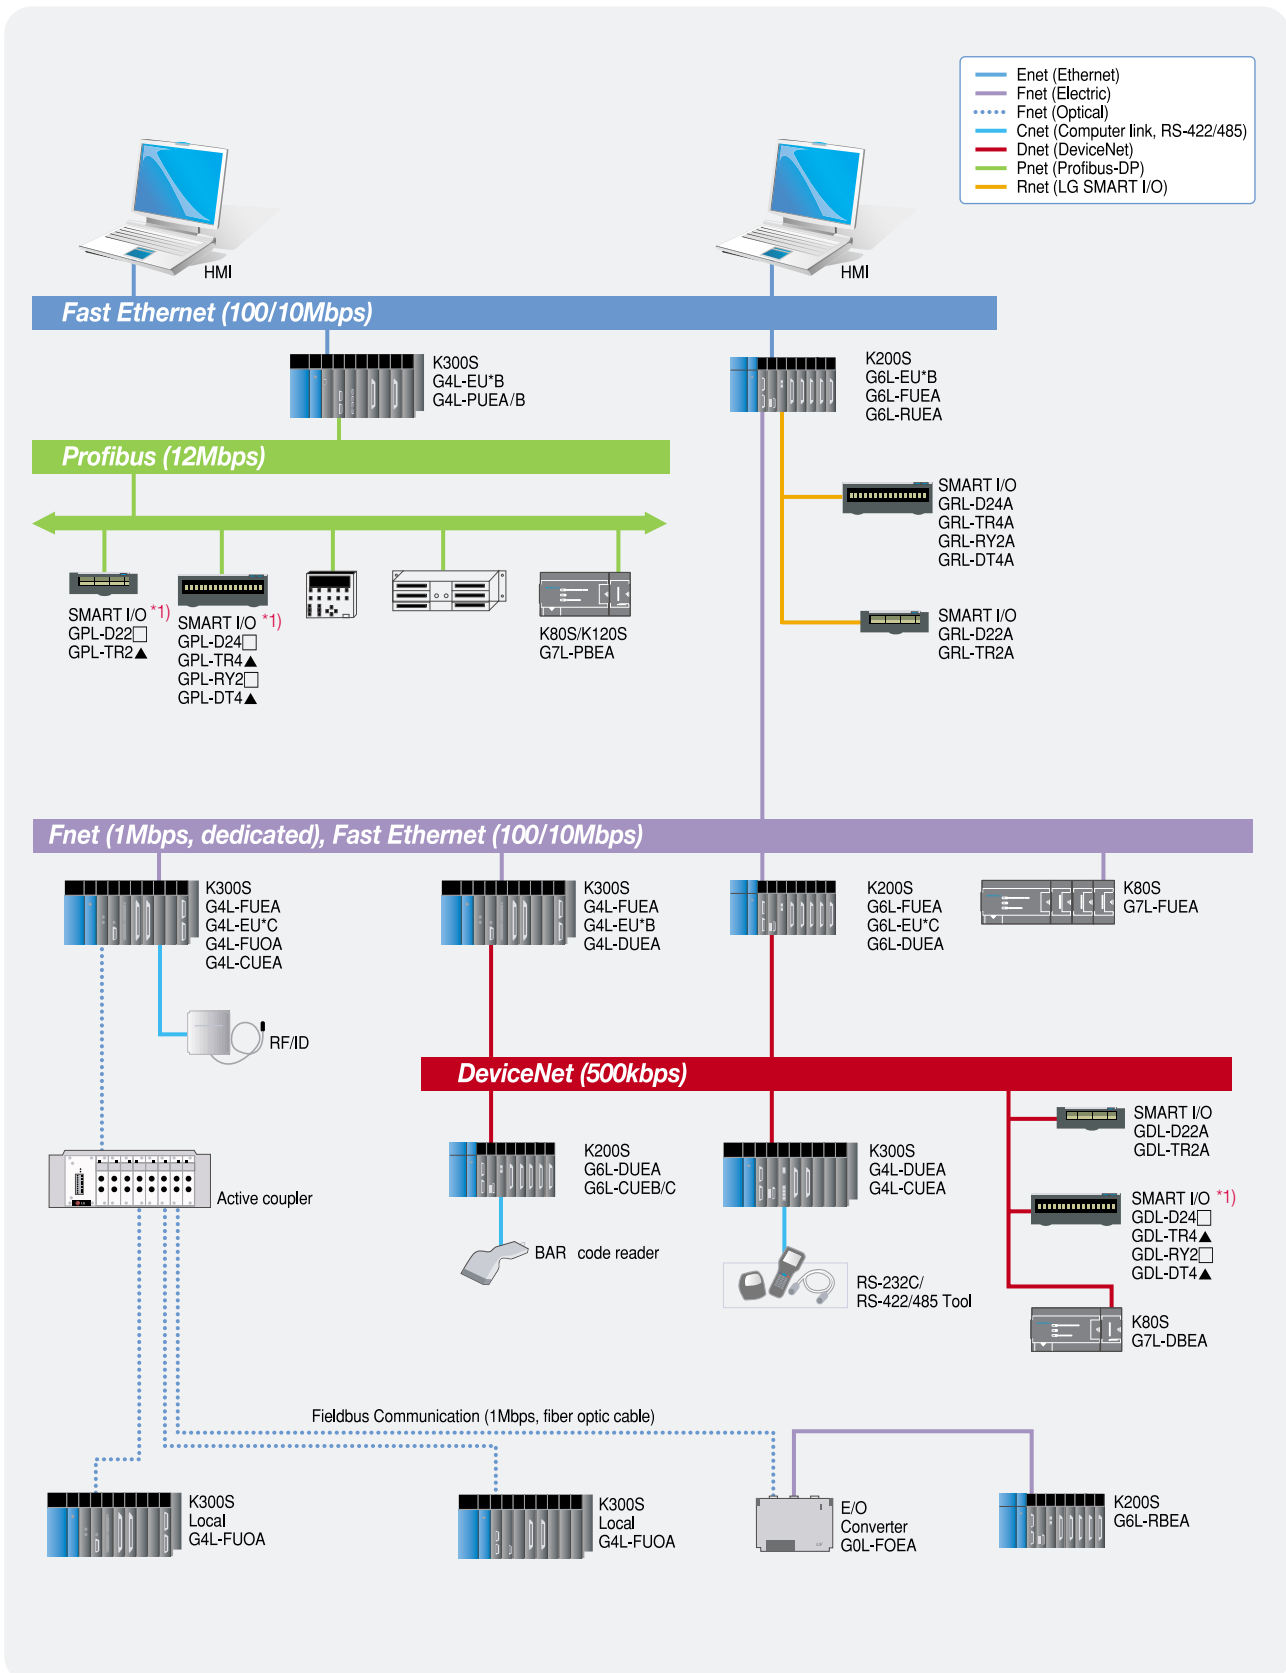 Enet (Ethernet)
Fnet (Electric)
Fnet (Optical)
Cnet (Computer link, RS-422/485)
Dnet (DeviceNet)
Pnet (Profibus-DP)
Rnet (LG SMART I/O)
HMI
HMI
Fast Ethernet (100/10Mbps)
K300S
G4L-EU*B
G4L-PUEA/B
K200S
G6L-EU*B
G6L-FUEA
G6L-RUEA
Profibus (12Mbps)
SMART I/O
GRL-D24A
GRL-TR4A
GRL-RY2A
GRL-DT4A
SMART I/O *1)
GPL-D22□
GPL-TR2▲
SMART I/O *1)
GPL-D24□
GPL-TR4▲
GPL-RY2□
GPL-DT4▲
K80S/K120S
G7L-PBEA
SMART I/O
GRL-D22A
GRL-TR2A
Fnet (1Mbps, dedicated), Fast Ethernet (100/10Mbps)
K300S
G4L-FUEA
G4L-EU*C
G4L-FUOA
G4L-CUEA
K300S
G4L-FUEA
G4L-EU*B
G4L-DUEA
K200S
G6L-FUEA
G6L-EU*C
G6L-DUEA
K80S
G7L-FUEA
RF/ID
DeviceNet (500kbps)
K200S
G6L-DUEA
G6L-CUEB/C
K300S
G4L-DUEA
G4L-CUEA
SMART I/O
GDL-D22A
GDL-TR2A
Active coupler
SMART I/O *1)
GDL-D24□
GDL-TR4▲
GDL-RY2□
GDL-DT4▲
BAR code reader
RS-232C/
RS-422/485 Tool
K80S
G7L-DBEA
Fieldbus Communication (1Mbps, fiber optic cable)
K300S
Local
G4L-FUOA
K300S
Local
G4L-FUOA
E/O
Converter
G0L-FOEA
K200S
G6L-RBEA